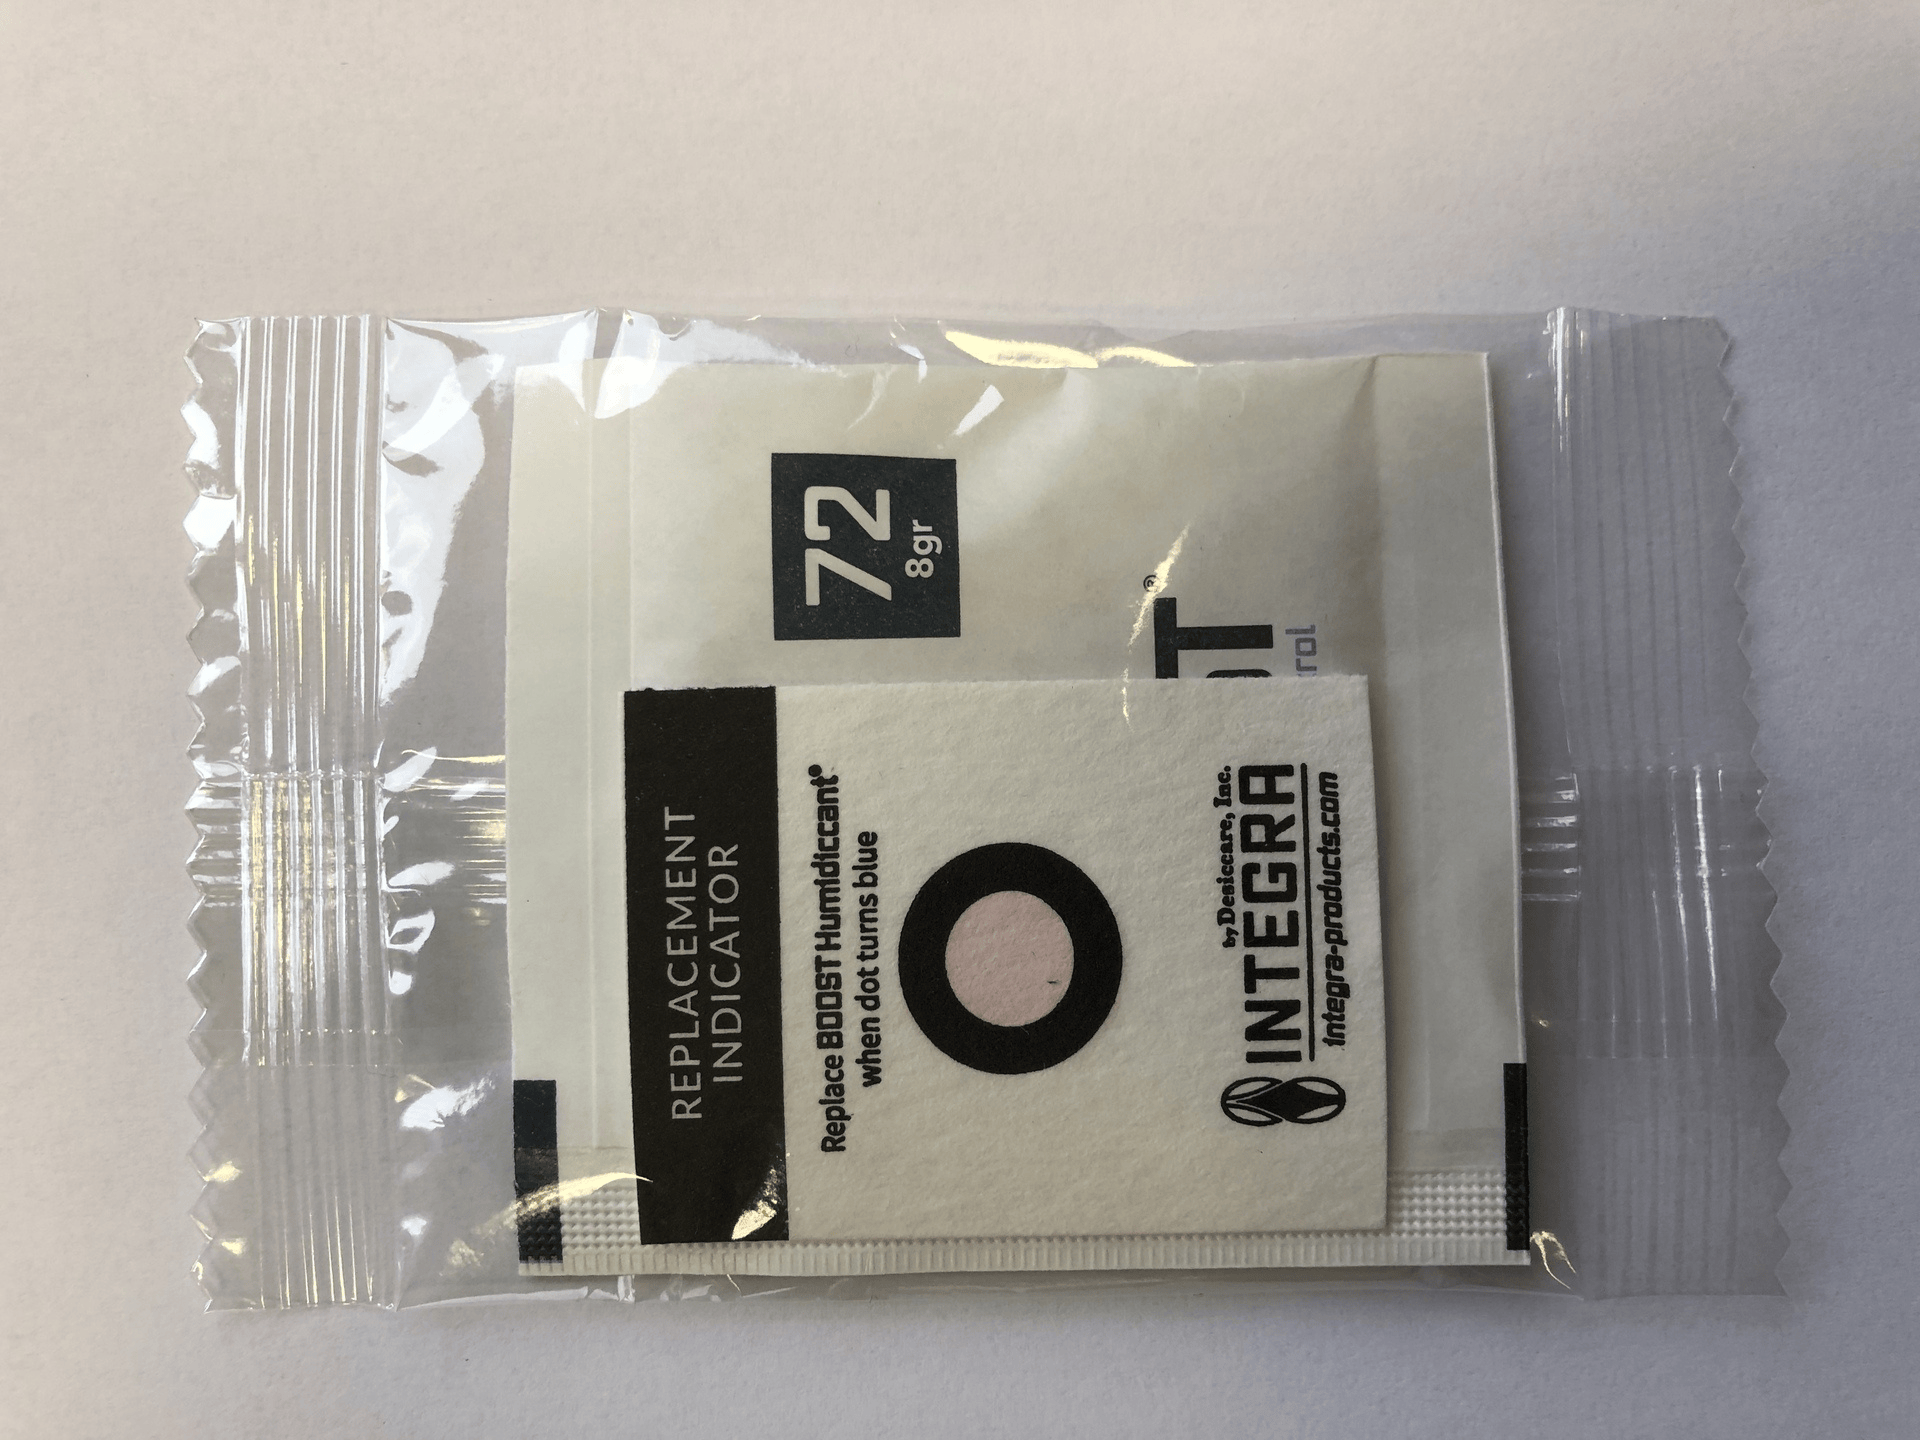 72
8gr
REPLACEMENT
INDICATOR
Replace BOOST Humidiccant®
when dot turns blue
by Desiccare, Inc.
INTEGRA
integra-products.com